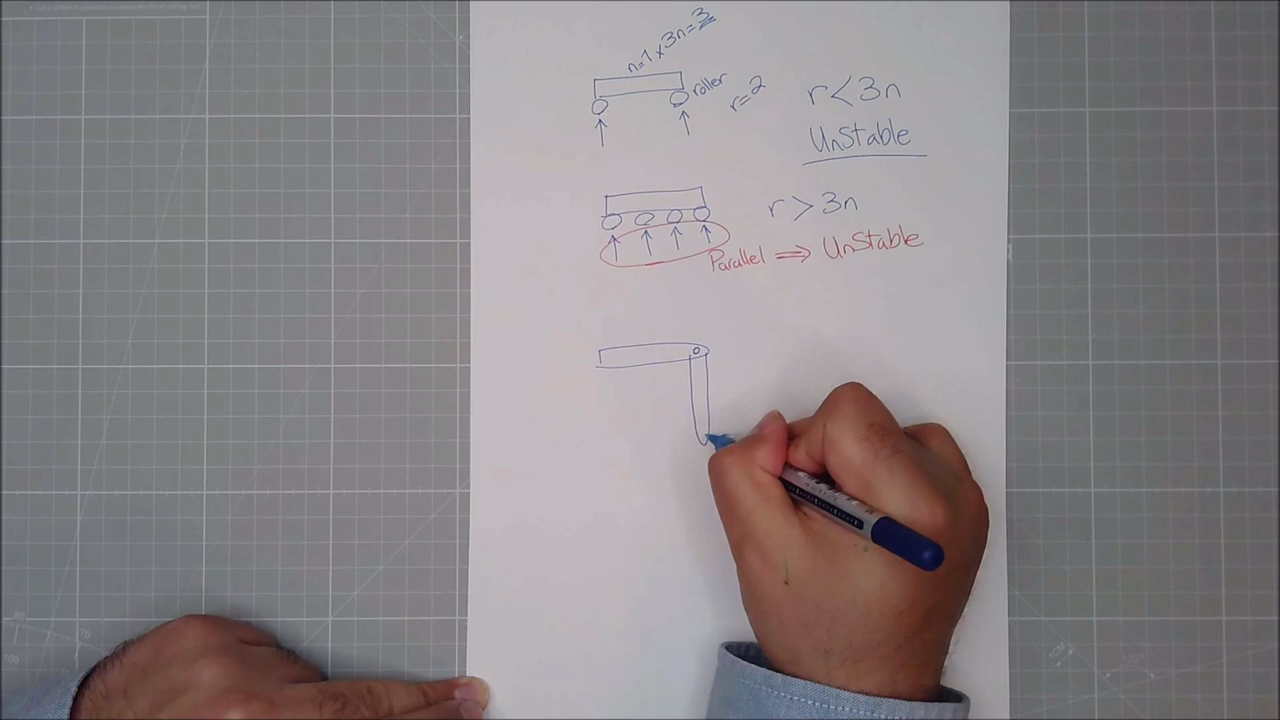 n=1 x 3n=3
roller
r=2
r<3n
UnStable
r>3n
Parallel ⟹ UnStable